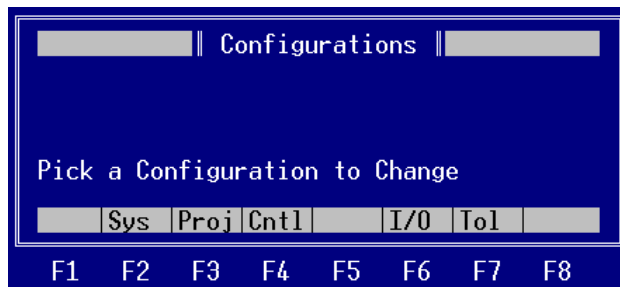 Configurations
Pick a Configuration to Change
Sys Proj Cntl I/O Tol
F1 F2 F3 F4 F5 F6 F7 F8